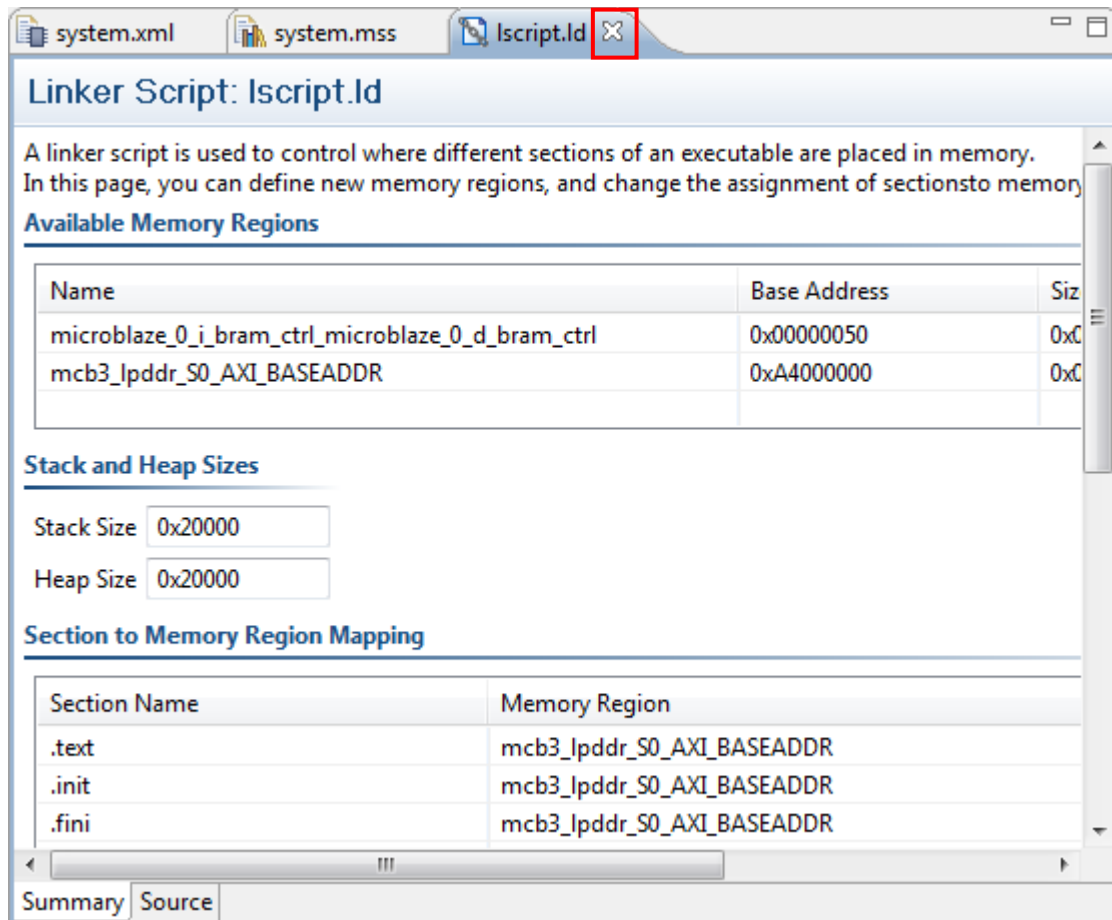 system.xml system.mss lscript.ld
Linker Script: lscript.ld
A linker script is used to control where different sections of an executable are placed in memory.
In this page, you can define new memory regions, and change the assignment of sectionsto memory
Available Memory Regions
Name Base Address Siz
microblaze_0_i_bram_ctrl_microblaze_0_d_bram_ctrl 0x00000050 0x0
mcb3_lpddr_S0_AXI_BASEADDR 0xA4000000 0x0
Stack and Heap Sizes
Stack Size 0x20000
Heap Size 0x20000
Section to Memory Region Mapping
Section Name Memory Region
.text mcb3_lpddr_S0_AXI_BASEADDR
.init mcb3_lpddr_S0_AXI_BASEADDR
.fini mcb3_lpddr_S0_AXI_BASEADDR
Summary Source